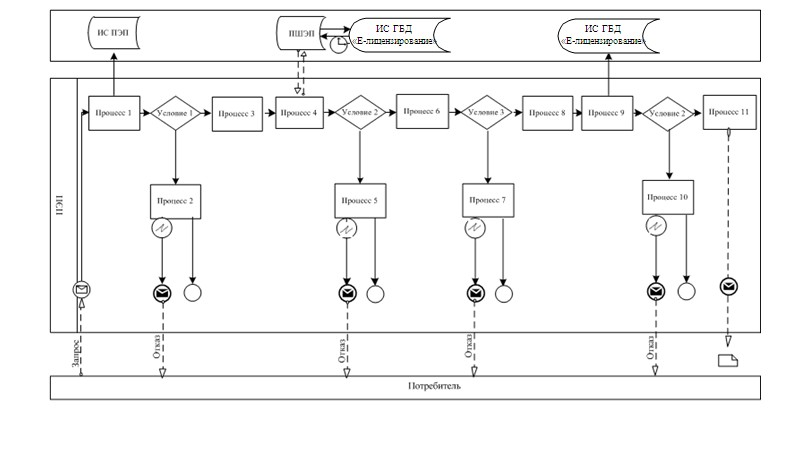 ИС ПЭП
ПШЭП
ИС ГБД
«Е-лицензирование»
ИС ГБД
«Е-лицензирование»
Процесс 1
Условие 1
Процесс 3
Процесс 4
Условие 2
Процесс 6
Условие 3
Процесс 8
Процесс 9
Условие 2
Процесс 11
Процесс 2
Процесс 5
Процесс 7
Процесс 10
Запрос
Отказ
Отказ
Отказ
Отказ
Потребитель